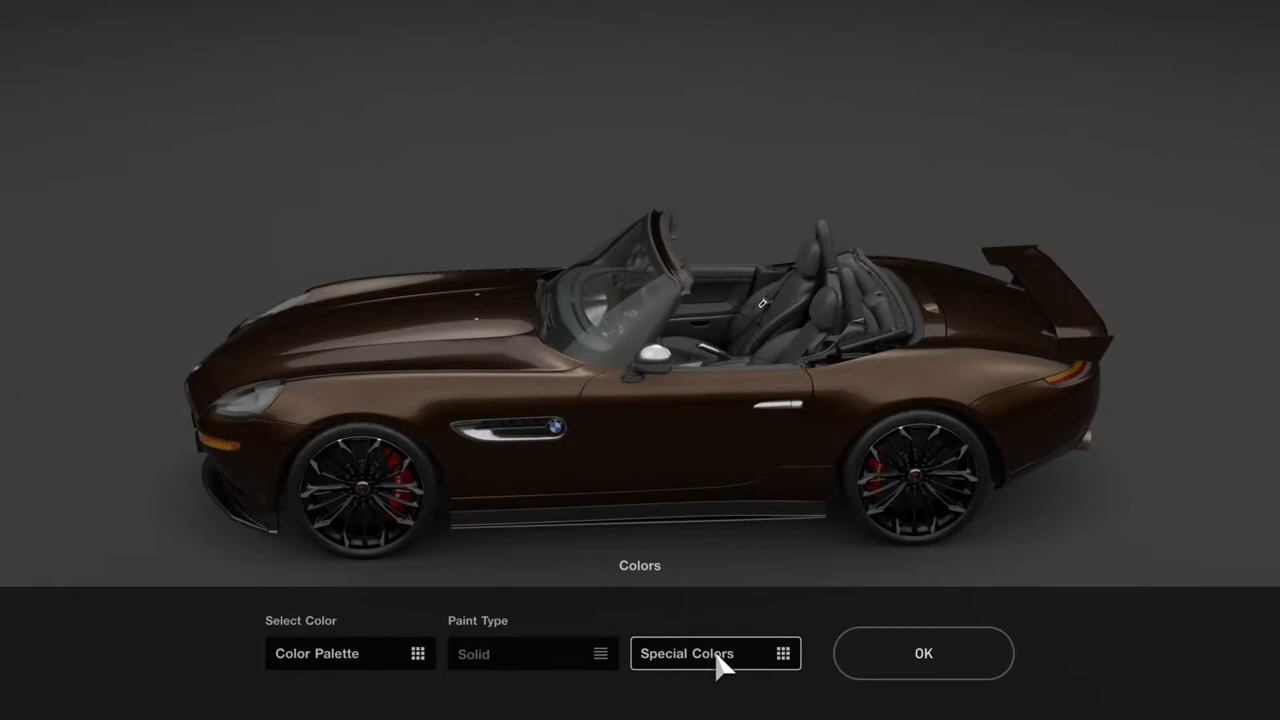 Colors
Select Color
Paint Type
Color Palette
Solid
Special Colors
OK